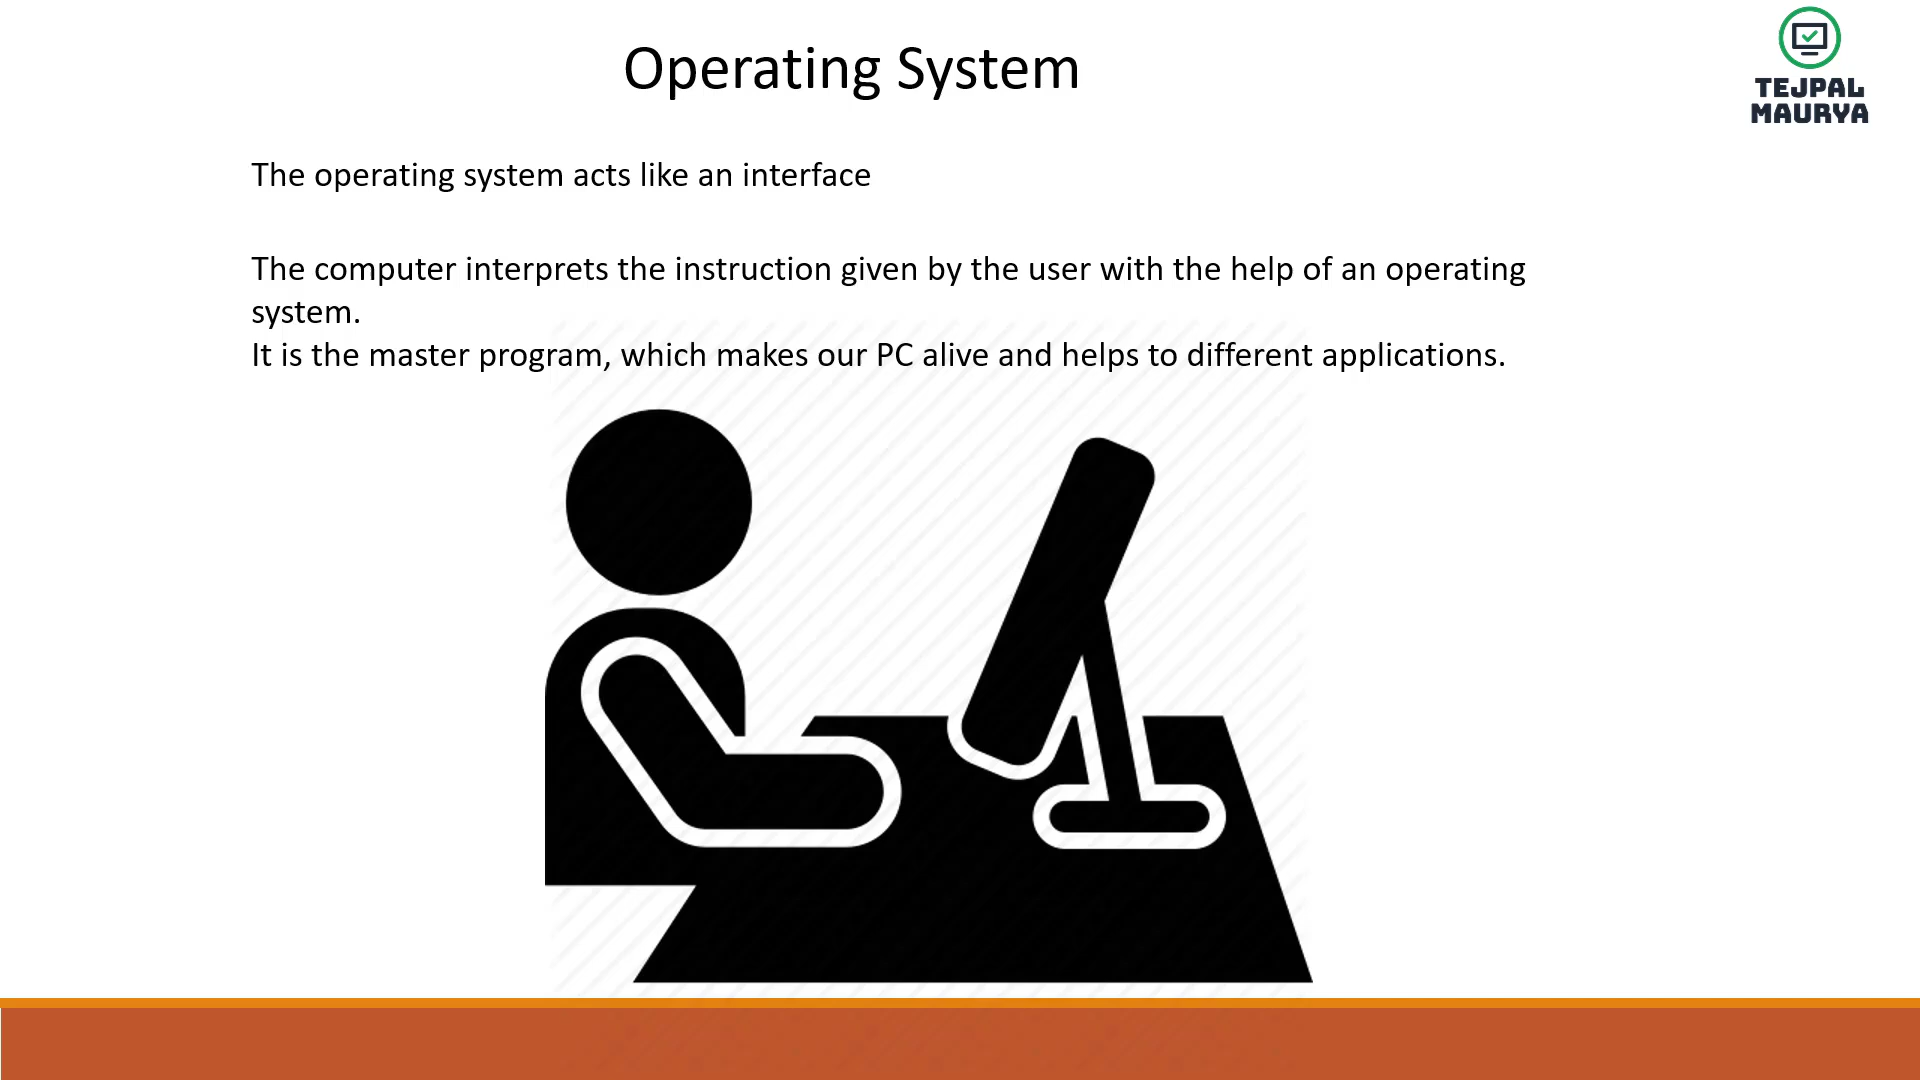 Operating System
TEJPAL
MAURYA
The operating system acts like an interface
The computer interprets the instruction given by the user with the help of an operating
system.
It is the master program, which makes our PC alive and helps to different applications.